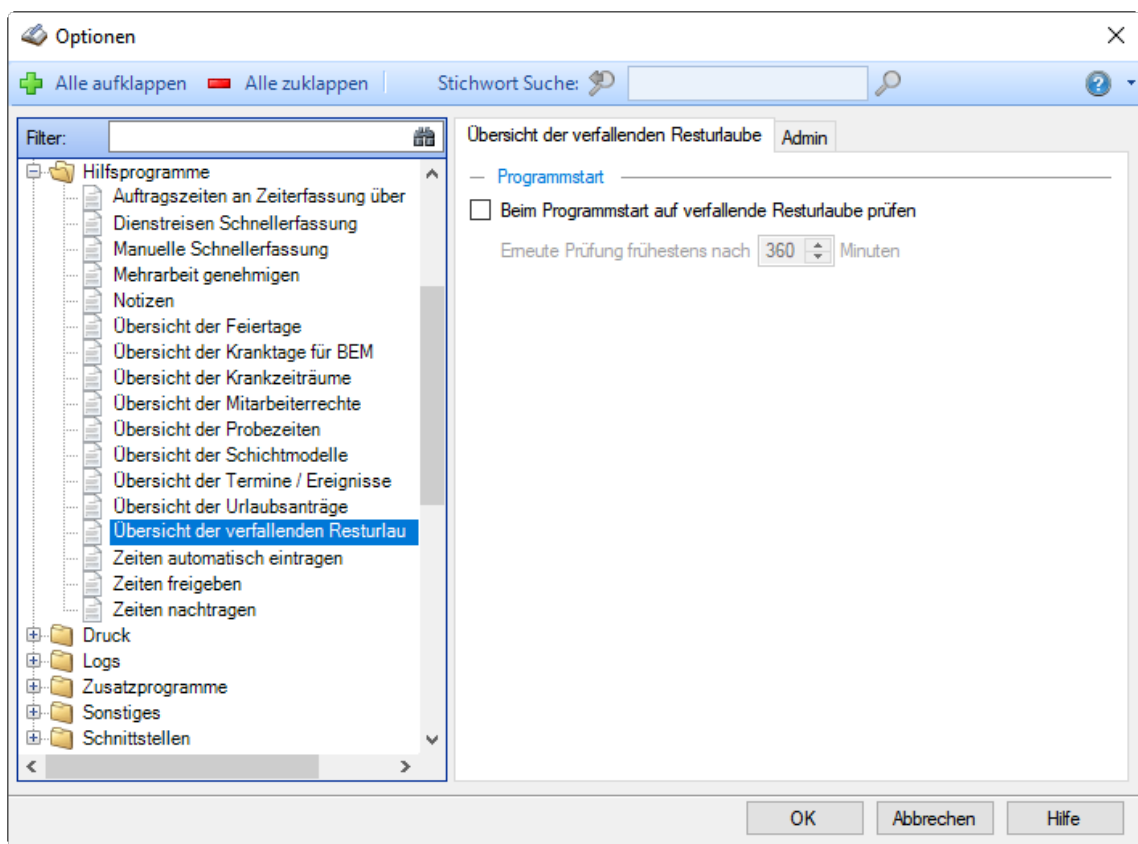 Optionen
Alle aufklappen Alle zuklappen Stichwort Suche:
Filter:
Hilfsprogramme
Auftragszeiten an Zeiterfassung über
Dienstreisen Schnellerfassung
Manuelle Schnellerfassung
Mehrarbeit genehmigen
Notizen
Übersicht der Feiertage
Übersicht der Kranktage für BEM
Übersicht der Krankzeiträume
Übersicht der Mitarbeiterrechte
Übersicht der Probezeiten
Übersicht der Schichtmodelle
Übersicht der Termine / Ereignisse
Übersicht der Urlaubsanträge
Übersicht der verfallenden Resturlau
Zeiten automatisch eintragen
Zeiten freigeben
Zeiten nachtragen
Druck
Logs
Zusatzprogramme
Sonstiges
Schnittstellen
Übersicht der verfallenden Resturlaube Admin
Programmstart
Beim Programmstart auf verfallende Resturlaube prüfen
Erneute Prüfung frühestens nach 360 Minuten
OK Abbrechen Hilfe